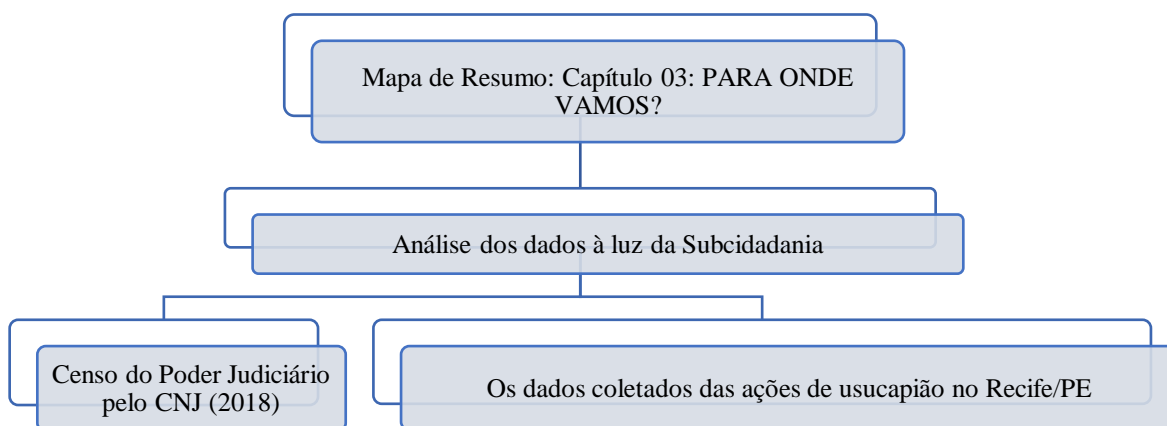 Mapa de Resumo: Capítulo 03: PARA ONDE
VAMOS?
Análise dos dados à luz da Subcidadania
Censo do Poder Judiciário
pelo CNJ (2018)
Os dados coletados das ações de usucapião no Recife/PE